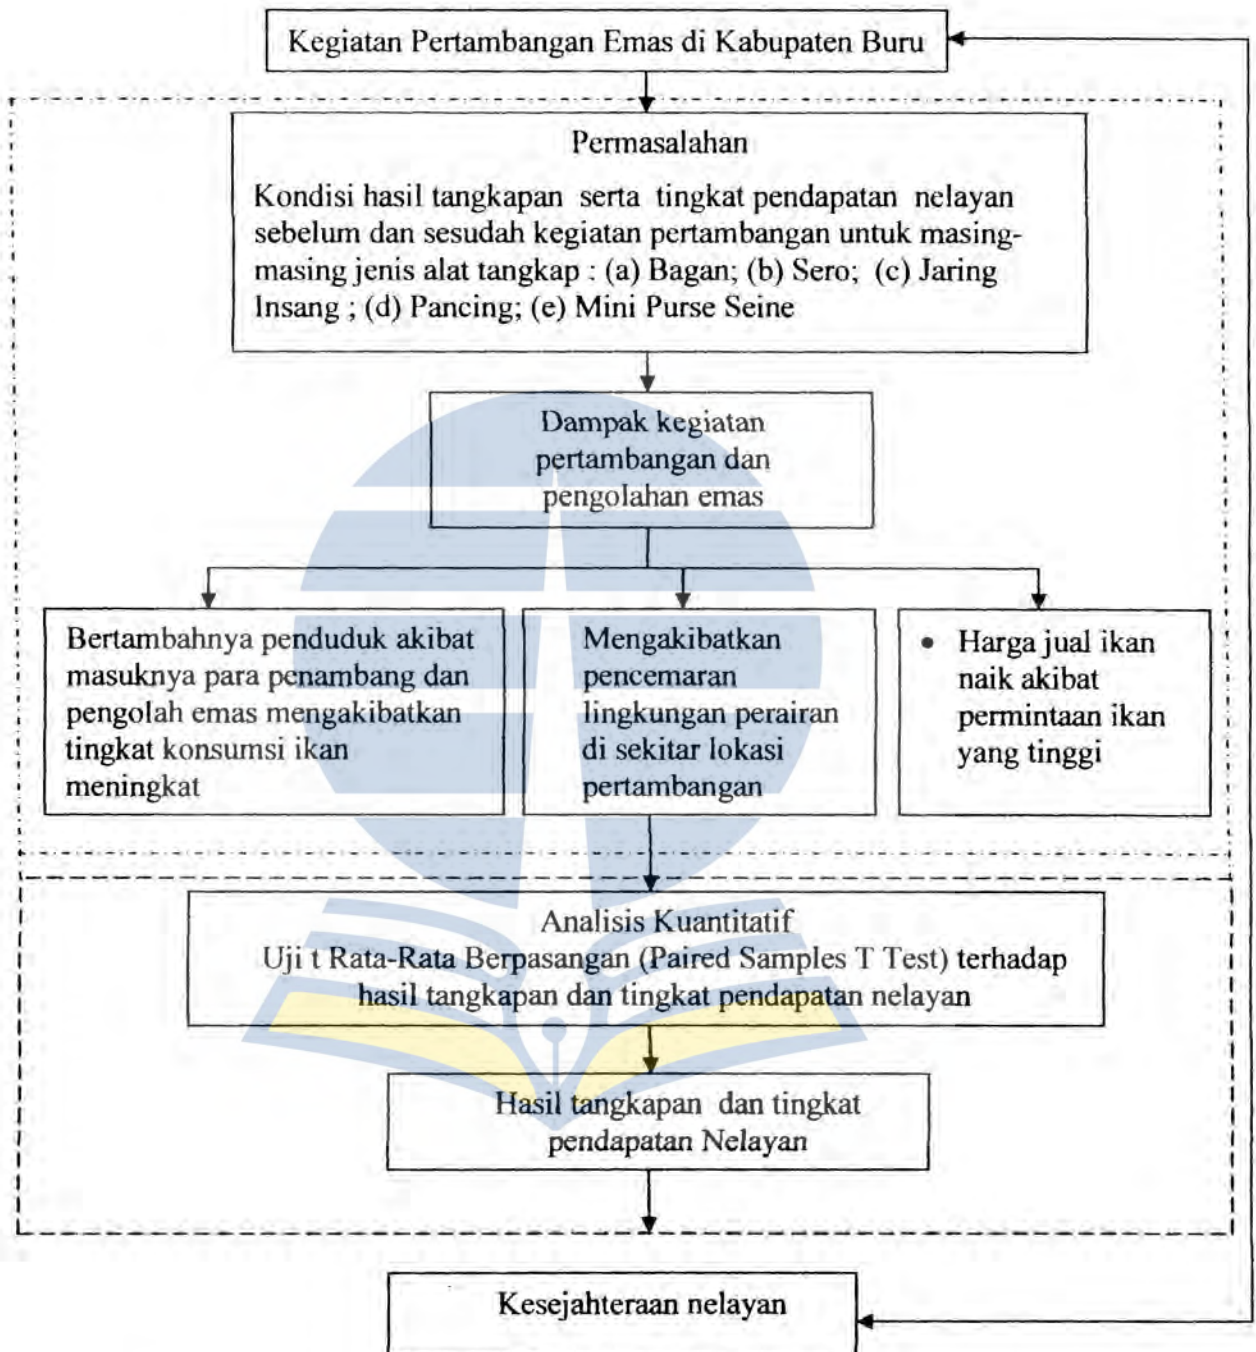 Kegiatan Pertambangan Emas di Kabupaten Buru
Permasalahan
Kondisi hasil tangkapan serta tingkat pendapatan nelayan
sebelum dan sesudah kegiatan pertambangan untuk masing-
masing jenis alat tangkap : (a) Bagan; (b) Sero; (c) Jaring
Insang ; (d) Pancing; (e) Mini Purse Seine
Dampak kegiatan
pertambangan dan
pengolahan emas
Bertambahnya penduduk akibat
masuknya para penambang dan
pengolah emas mengakibatkan
tingkat konsumsi ikan
meningkat
Mengakibatkan
pencemaran
lingkungan perairan
di sekitar lokasi
pertambangan
• Harga jual ikan
naik akibat
permintaan ikan
yang tinggi
Analisis Kuantitatif
Uji t Rata-Rata Berpasangan (Paired Samples T Test) terhadap
hasil tangkapan dan tingkat pendapatan nelayan
Hasil tangkapan dan tingkat
pendapatan Nelayan
Kesejahteraan nelayan